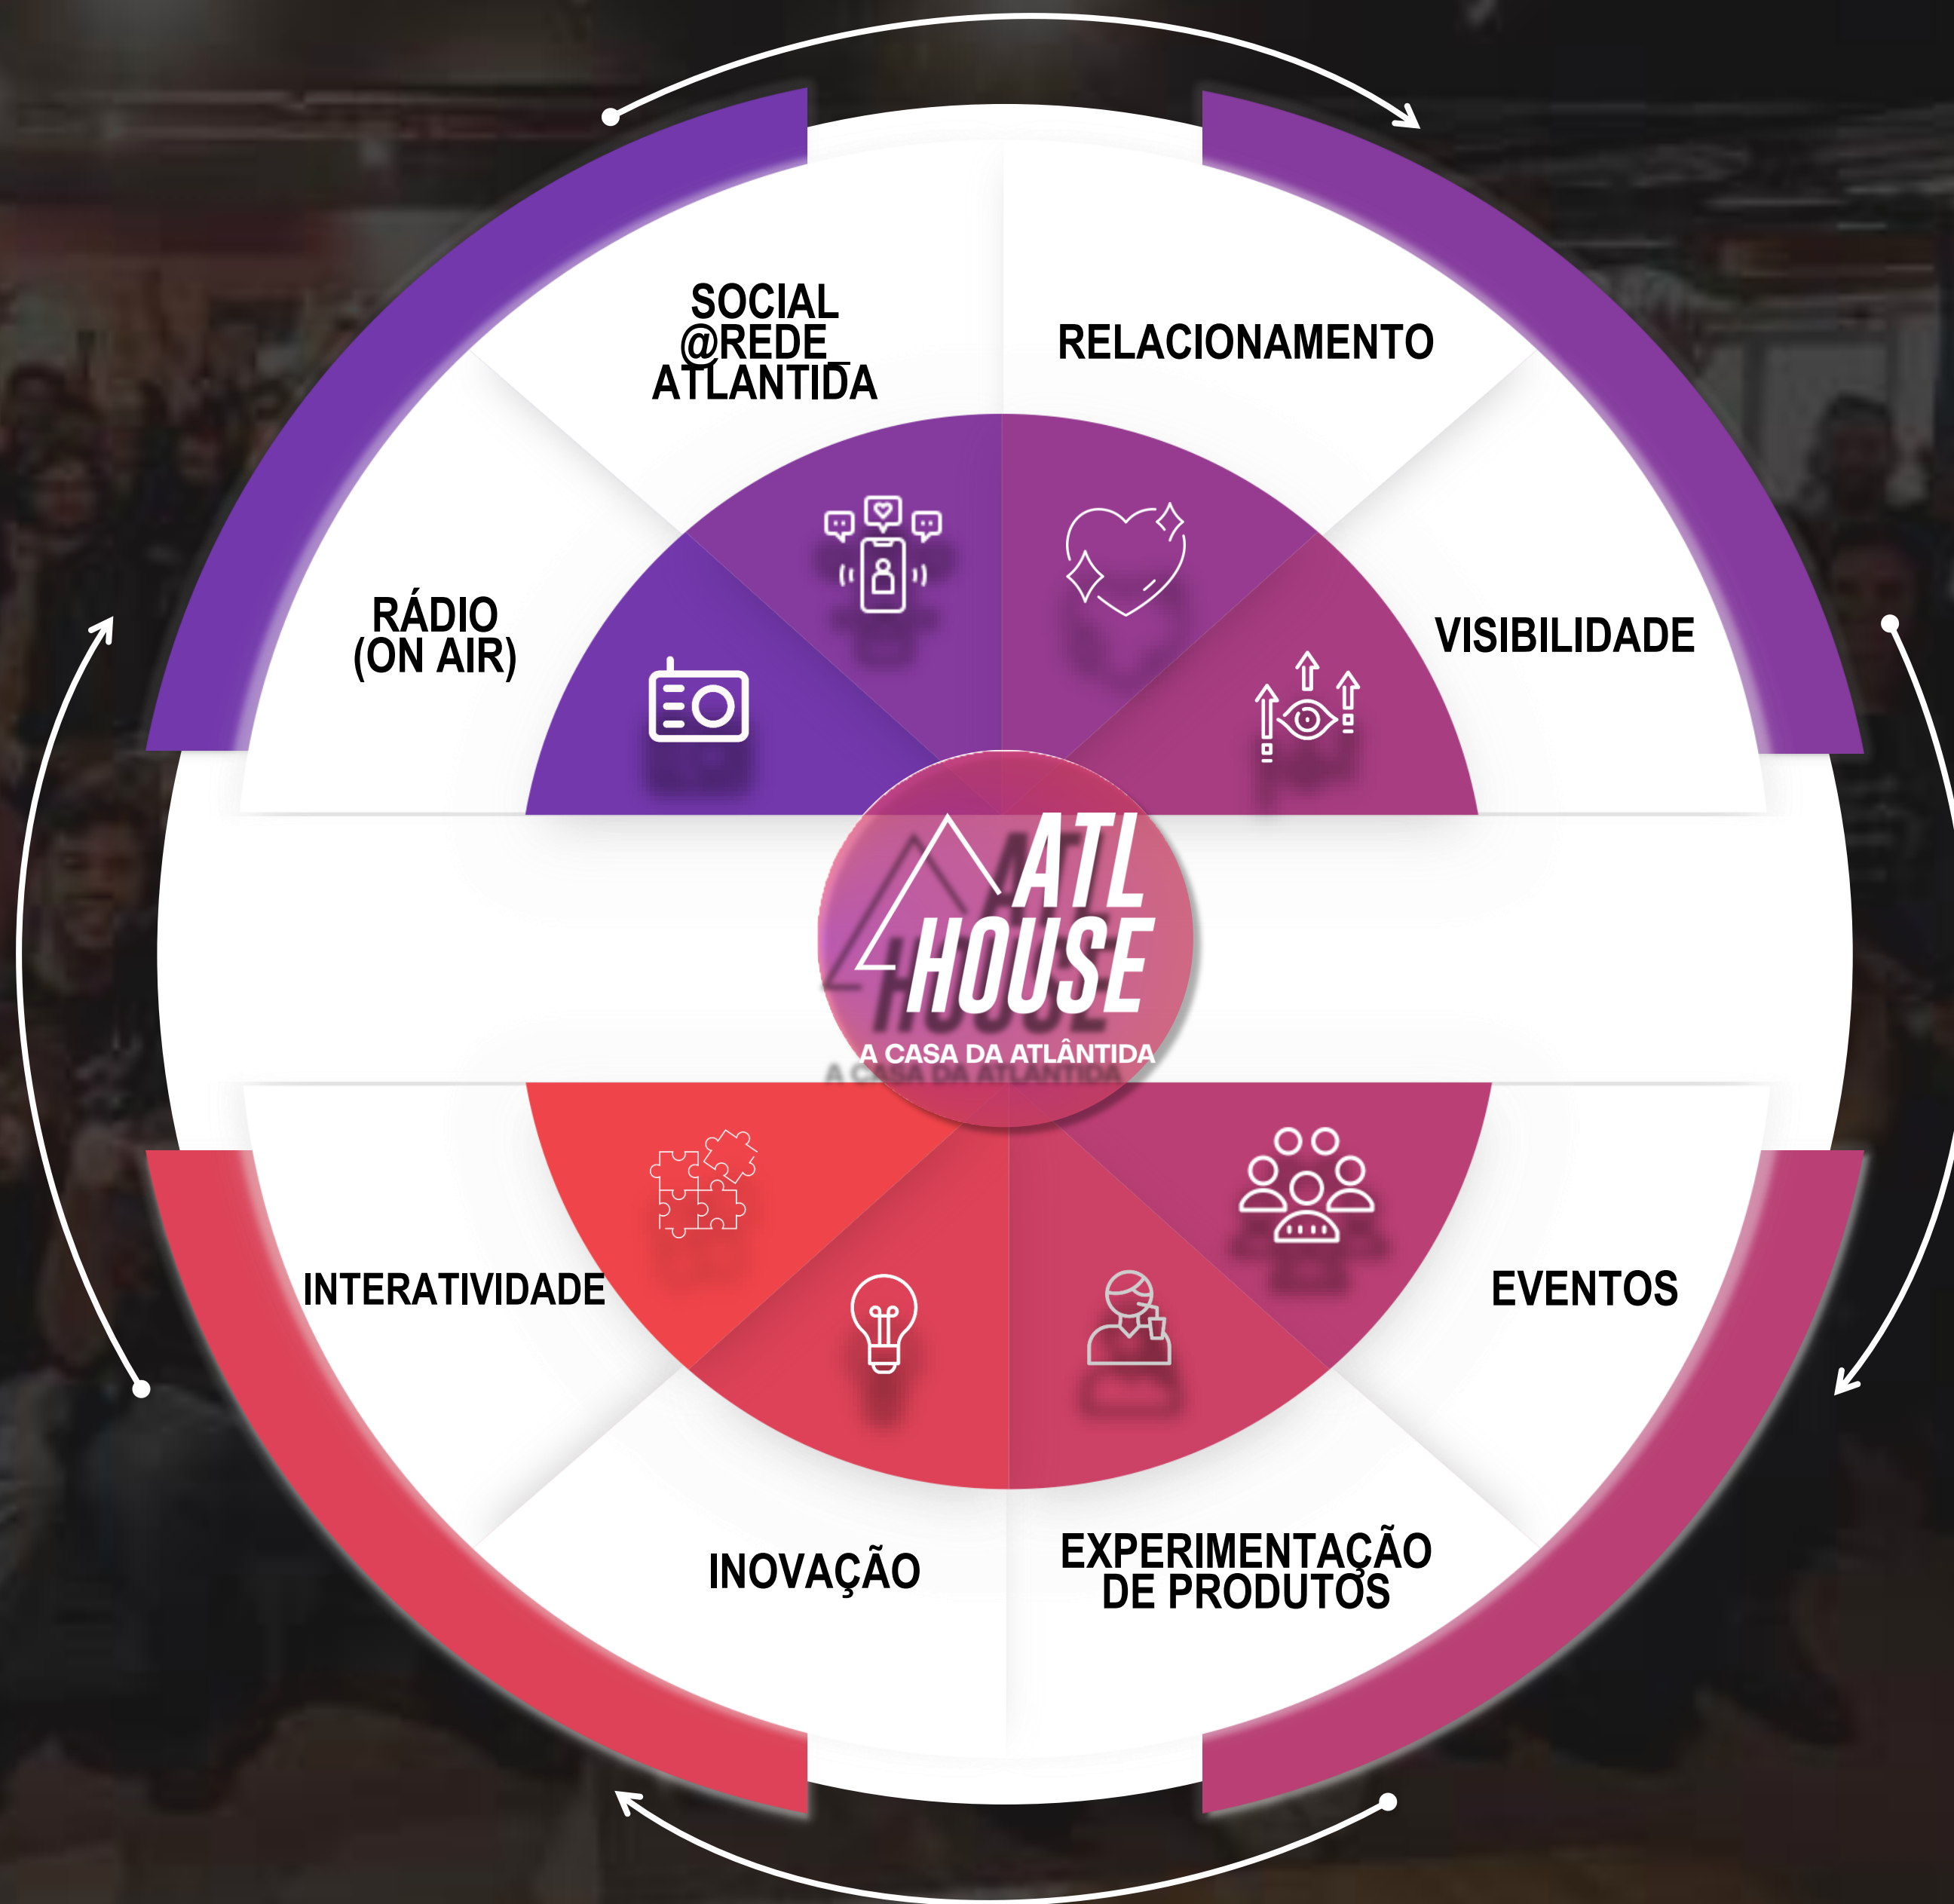 SOCIAL
@REDE_
ATLANTIDA
RELACIONAMENTO
RÁDIO
(ON AIR)
VISIBILIDADE
ATL
HOUSE
A CASA DA ATLÂNTIDA
INTERATIVIDADE
EVENTOS
INOVAÇÃO
EXPERIMENTAÇÃO
DE PRODUTOS